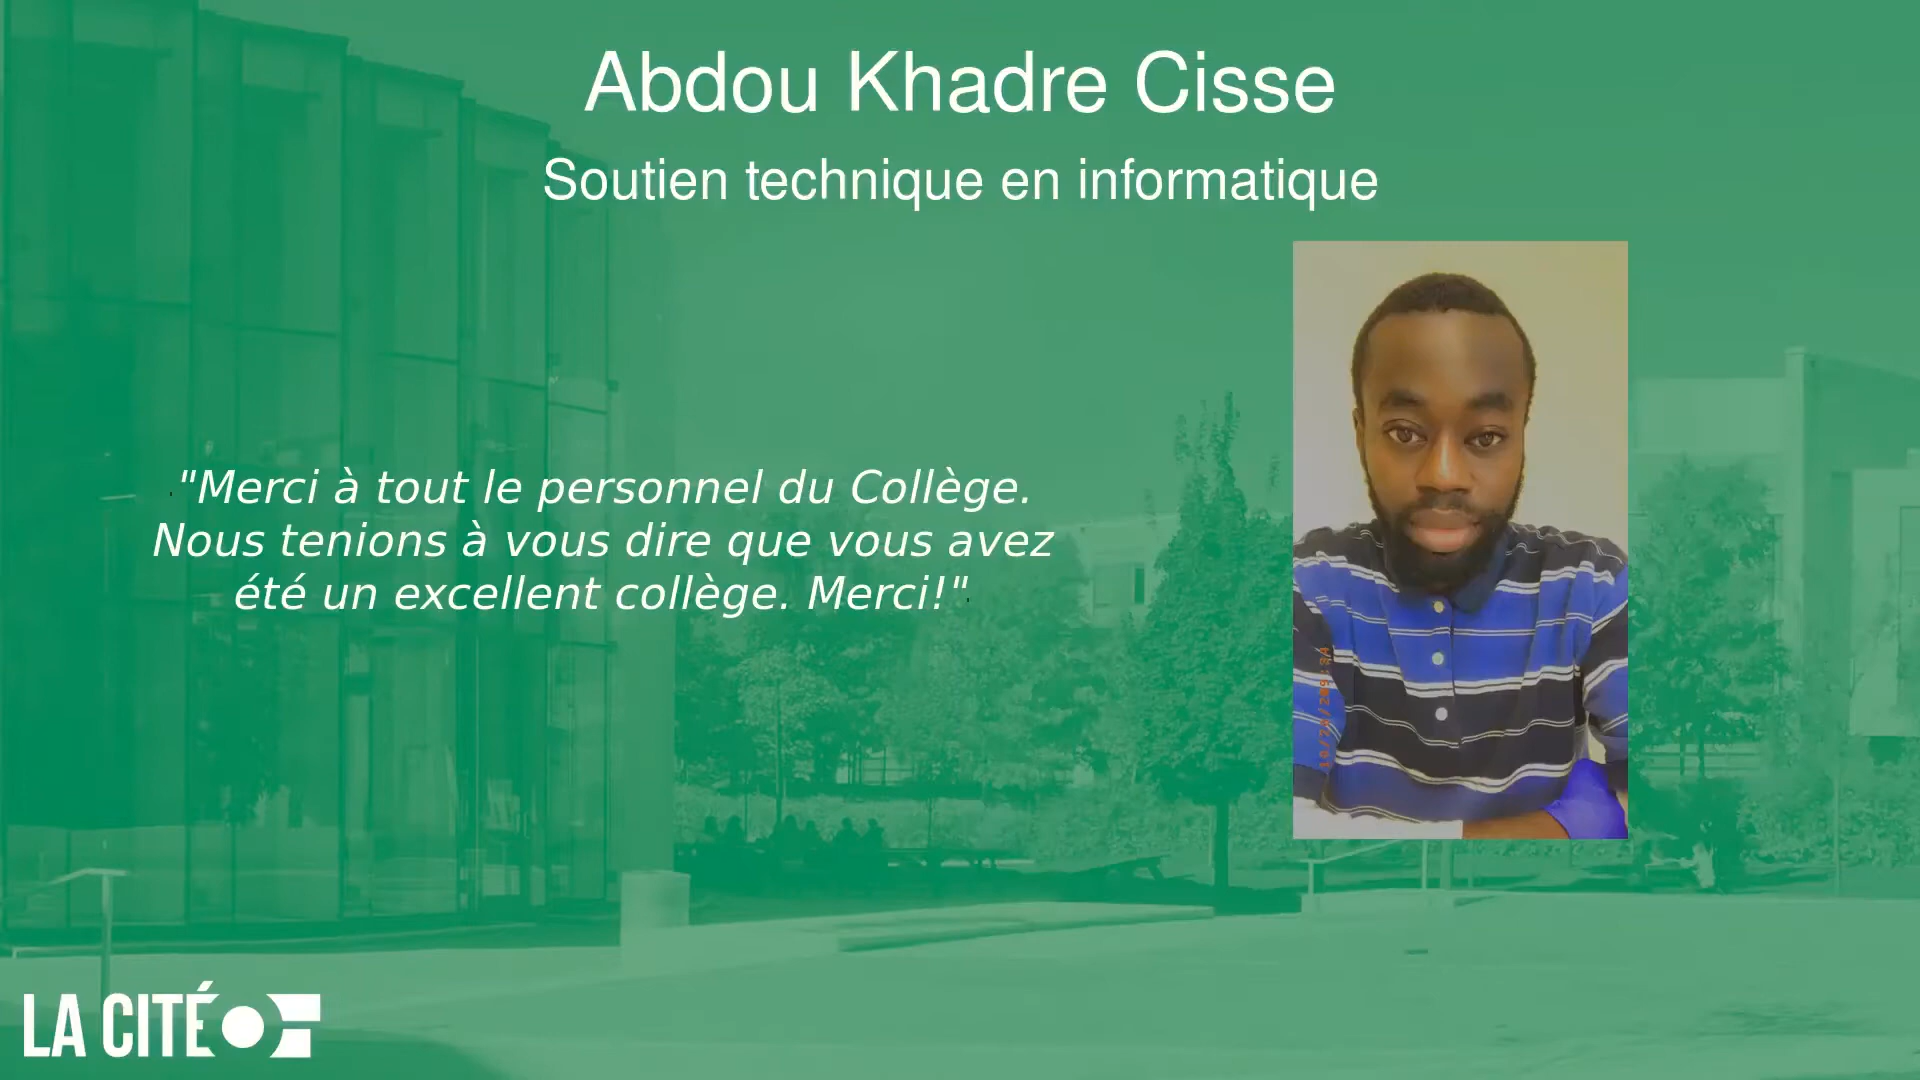 Abdou Khadre Cisse
Soutien technique en informatique
"Merci à tout le personnel du Collège.
Nous tenions à vous dire que vous avez
été un excellent collège. Merci!"
LA CITÉ